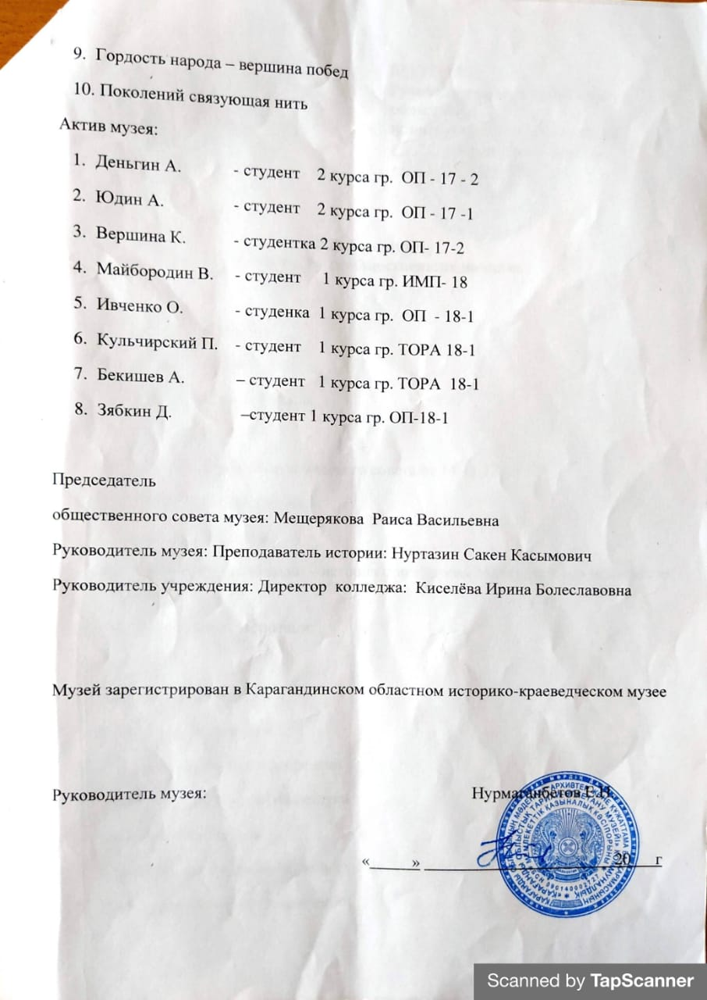 9. Гордость народа – вершина побед
10. Поколений связующая нить
Актив музея:
1. Деньгин А. - студент 2 курса гр. ОП - 17 - 2
2. Юдин А. - студент 2 курса гр. ОП - 17 -1
3. Вершина К. - студентка 2 курса гр. ОП- 17-2
4. Майбородин В. - студент 1 курса гр. ИМП- 18
5. Ивченко О. - студенка 1 курса гр. ОП - 18-1
6. Кульчирский П. - студент 1 курса гр. ТОРА 18-1
7. Бекишев А. – студент 1 курса гр. ТОРА 18-1
8. Зябкин Д. –студент 1 курса гр. ОП-18-1
Председатель
общественного совета музея: Мещерякова Раиса Васильевна
Руководитель музея: Преподаватель истории: Нуртазин Сакен Касымович
Руководитель учреждения: Директор колледжа: Киселёва Ирина Болеславовна
Музей зарегистрирован в Карагандинском областном историко-краеведческом музее
Руководитель музея: Нурмаганбетов
«_____» ______________________ 20___ г
Scanned by TapScanner